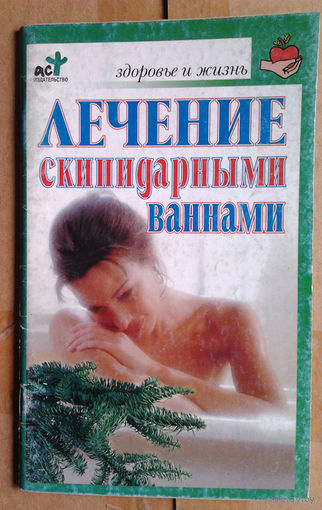 аст
ИЗДАТЕЛЬСТВО
здоровье и жизнь
ЛЕЧЕНИЕ
скипидарными
ваннами